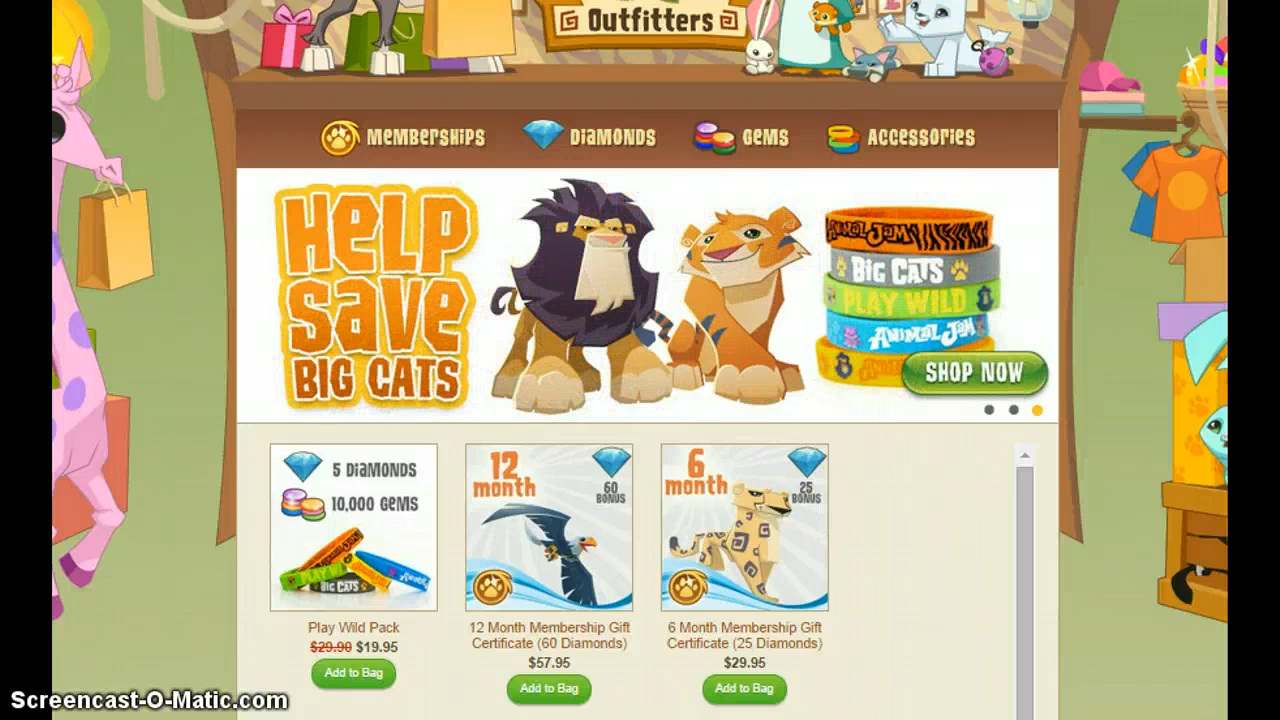 Outfitters
Memberships
Diamonds
Gems
Accessories
Help
Save
Big Cats
Animal Jam
Big Cats
Play Wild
Animal Jam
Shop Now
5 Diamonds
10,000 Gems
Big Cats
12
month
60
Bonus
6
month
25
Bonus
Play Wild Pack
$29.90 $19.95
Add to Bag
12 Month Membership Gift
Certificate (60 Diamonds)
$57.95
Add to Bag
6 Month Membership Gift
Certificate (25 Diamonds)
$29.95
Add to Bag
Screencast-O-Matic.com